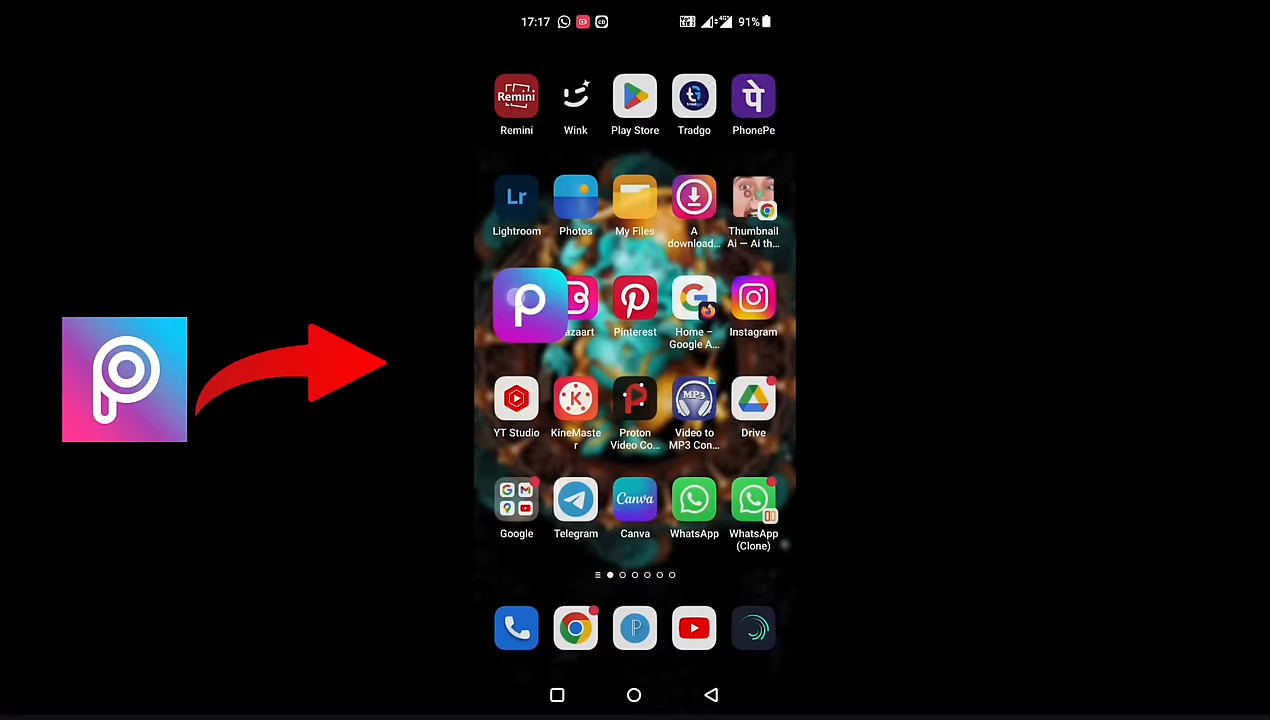 17:17
91%
Remini
Remini Wink Play Store Tradgo PhonePe
tradgo
पे
Lr
Lightroom Photos My Files A download... Thumbnail Ai — Ai th...
azaart Pinterest Home – Google A... Instagram
MP3
YT Studio KineMaster Proton Video Co... Video to MP3 Con... Drive
Canva
Google Telegram Canva WhatsApp WhatsApp (Clone)